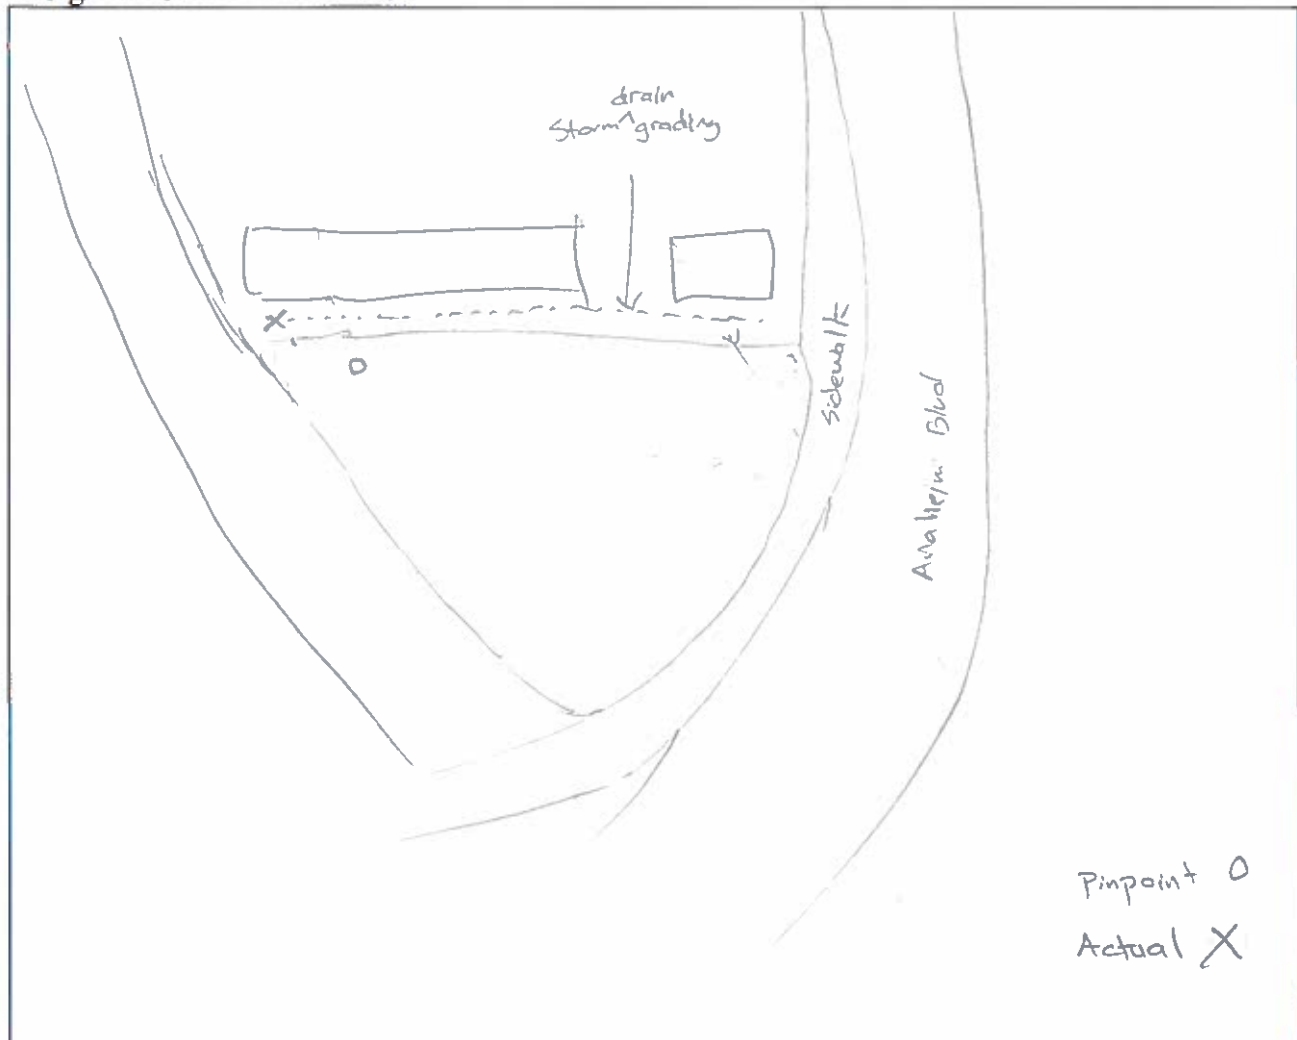 drain
Storm ^ grading
Sidewalk
Anaheim Blvd
Pinpoint O
Actual X
X
O